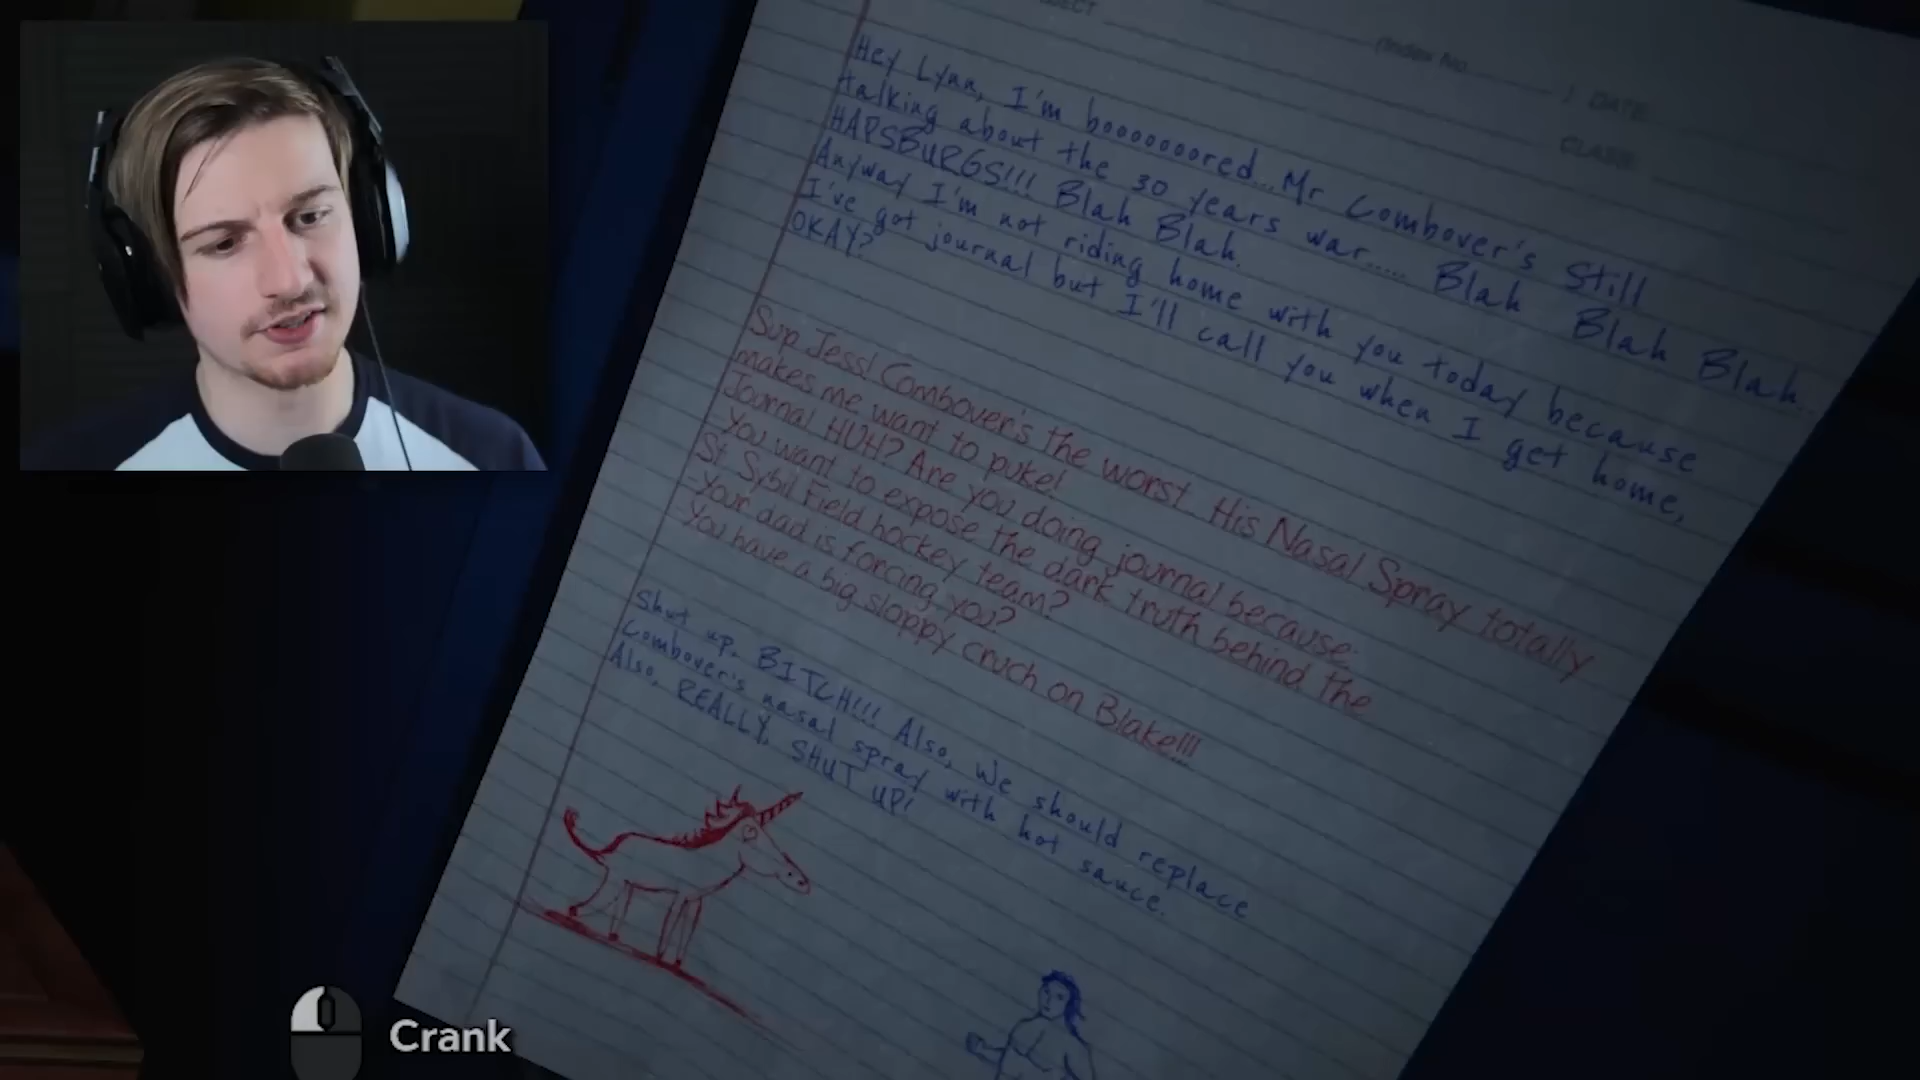 (Index No.
) DATE
CLASS
Hey Lynn, I'm boooooored... Mr Combover's still
talking about the 30 years war..... Blah Blah Blah.
HAPSBURGS!!! Blah Blah.
Anyway I'm not riding home with you today because
I've got journal but I'll call you when I get home,
OKAY?
Sup Jess! Combover's the worst. His Nasal Spray totally
makes me want to puke!
Journal HUH? Are you doing journal because:
-You want to expose the dark truth behind the
St Sybil Field hockey team?
-Your dad is forcing you?
-You have a big sloppy cruch on Blake!!!
Shut up, BITCH!!! Also, we should replace
Combover's nasal spray with hot sauce.
Also, REALLY, SHUT UP!
Crank